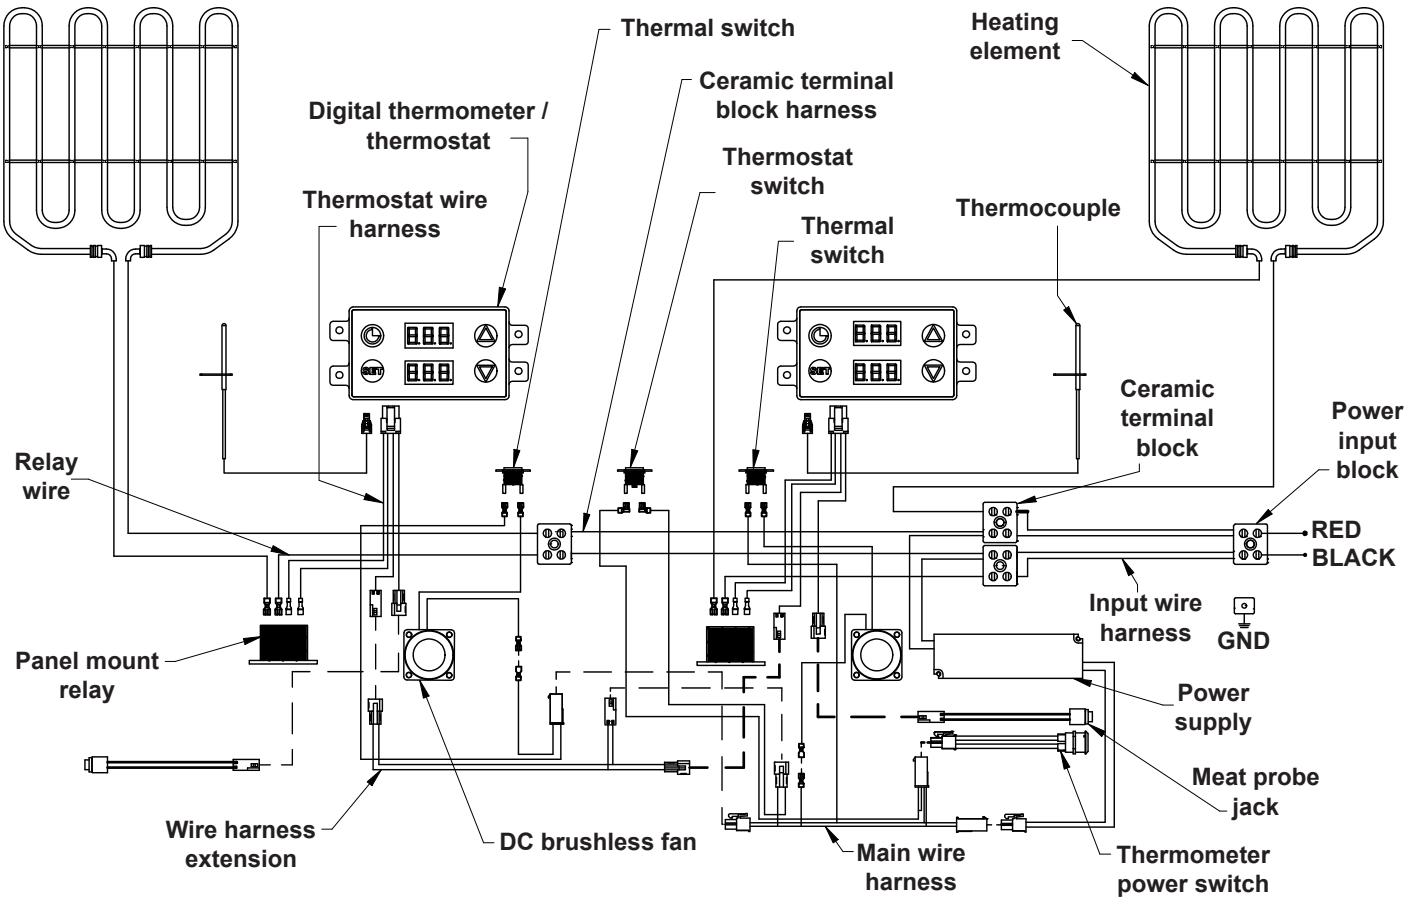 Thermal switch
Heating
element
Ceramic terminal
block harness
Digital thermometer /
thermostat
Thermostat
switch
Thermostat wire
harness
Thermal
switch
Thermocouple
SET
SET
Ceramic
terminal
block
Power
input
block
Relay
wire
RED
BLACK
Input wire
harness
GND
Panel mount
relay
Power
supply
Meat probe
jack
Wire harness
extension
DC brushless fan
Main wire
harness
Thermometer
power switch